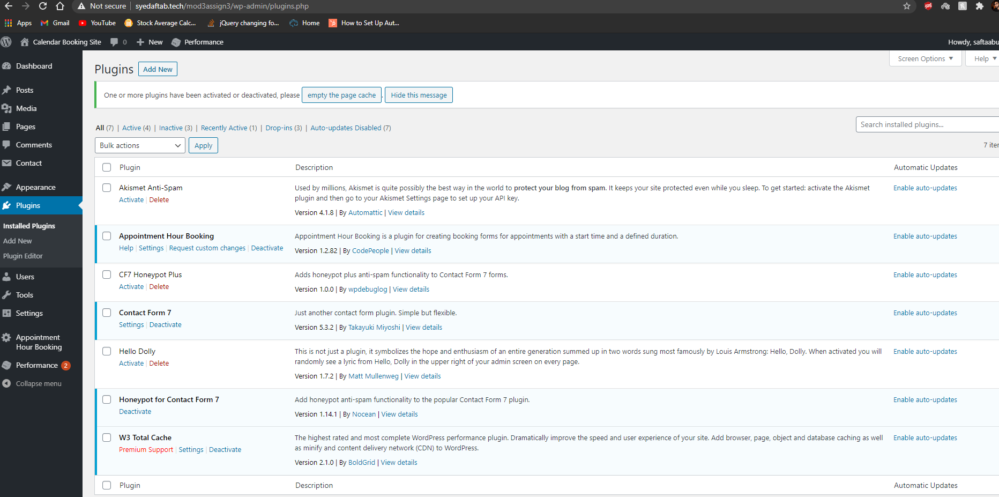 Not secure | syedaftab.tech/mod3assign3/wp-admin/plugins.php
Apps Gmail YouTube Stock Average Calc... jQuery changing fo... Home How to Set Up Aut...
Calendar Booking Site 0 New Performance
Howdy, saftaabu
Dashboard
Posts
Media
Pages
Comments
Contact
Appearance
Plugins
Installed Plugins
Add New
Plugin Editor
Users
Tools
Settings
Appointment
Hour Booking
Performance 2
Collapse menu
Screen Options Help
Plugins Add New
One or more plugins have been activated or deactivated, please empty the page cache. Hide this message
All (7) | Active (4) | Inactive (3) | Recently Active (1) | Drop-ins (3) | Auto-updates Disabled (7)
Search installed plugins...
Bulk actions Apply
7 iter
Plugin Description Automatic Updates
Akismet Anti-Spam
Activate | Delete
Used by millions, Akismet is quite possibly the best way in the world to protect your blog from spam. It keeps your site protected even while you sleep. To get started: activate the Akismet
plugin and then go to your Akismet Settings page to set up your API key.
Version 4.1.8 | By Automattic | View details
Enable auto-updates
Appointment Hour Booking
Help | Settings | Request custom changes | Deactivate
Appointment Hour Booking is a plugin for creating booking forms for appointments with a start time and a defined duration.
Version 1.2.82 | By CodePeople | View details
Enable auto-updates
CF7 Honeypot Plus
Activate | Delete
Adds honeypot plus anti-spam functionality to Contact Form 7 forms.
Version 1.0.0 | By wpdebuglog | View details
Enable auto-updates
Contact Form 7
Settings | Deactivate
Just another contact form plugin. Simple but flexible.
Version 5.3.2 | By Takayuki Miyoshi | View details
Enable auto-updates
Hello Dolly
Activate | Delete
This is not just a plugin, it symbolizes the hope and enthusiasm of an entire generation summed up in two words sung most famously by Louis Armstrong: Hello, Dolly. When activated you will
randomly see a lyric from Hello, Dolly in the upper right of your admin screen on every page.
Version 1.7.2 | By Matt Mullenweg | View details
Enable auto-updates
Honeypot for Contact Form 7
Deactivate
Add honeypot anti-spam functionality to the popular Contact Form 7 plugin.
Version 1.14.1 | By Nocean | View details
Enable auto-updates
W3 Total Cache
Premium Support | Settings | Deactivate
The highest rated and most complete WordPress performance plugin. Dramatically improve the speed and user experience of your site. Add browser, page, object and database caching as well
as minify and content delivery network (CDN) to WordPress.
Version 2.1.0 | By BoldGrid | View details
Enable auto-updates
Plugin Description Automatic Updates